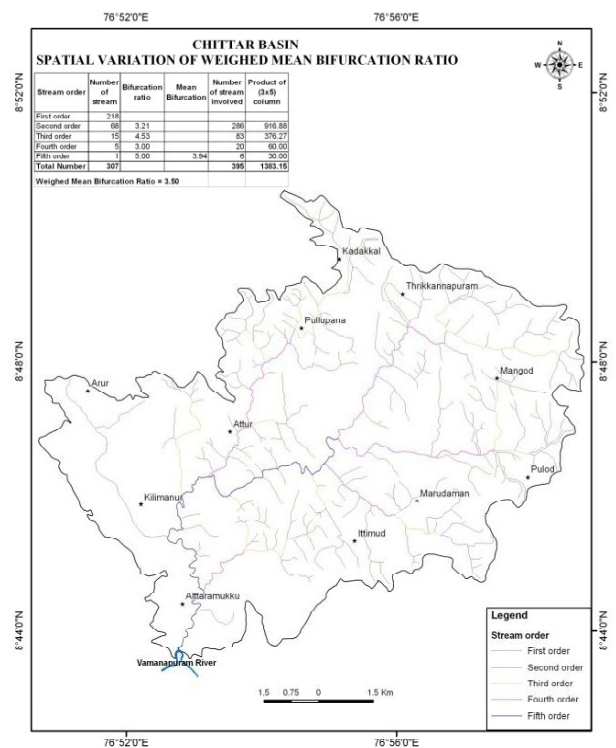 76°52'0"E 76°56'0"E
CHITTAR BASIN
SPATIAL VARIATION OF WEIGHED MEAN BIFURCATION RATIO
N
W E
S
8°52'0"N 8°52'0"N
Stream order Number of stream Bifurcation ratio Mean Bifurcation Number of stream invoived Product of (3x5) column
First order 218
Second order 68 3.21 286 916.88
Third order 15 4.53 83 376.27
Fourth order 5 3.00 20 60.00
Fifth order 1 5.00 3.94 6 30.00
Total Number 307 395 1383.15
Weighed Mean Bifurcation Ratio = 3.50
Kadakkal
Thrikkannapuram
Pullupana
8°48'0"N 8°48'0"N
Mangod
Arur
Attur
Pulod
Kilimanur
Marudaman
Ittimud
Alttaramukku
8°44'0"N 8°44'0"N
Vamanapuram River
Legend
Stream order
First order
Second order
Third order
Fourth order
Fifth order
1.5 0.75 0 1.5 Km
76°52'0"E 76°56'0"E